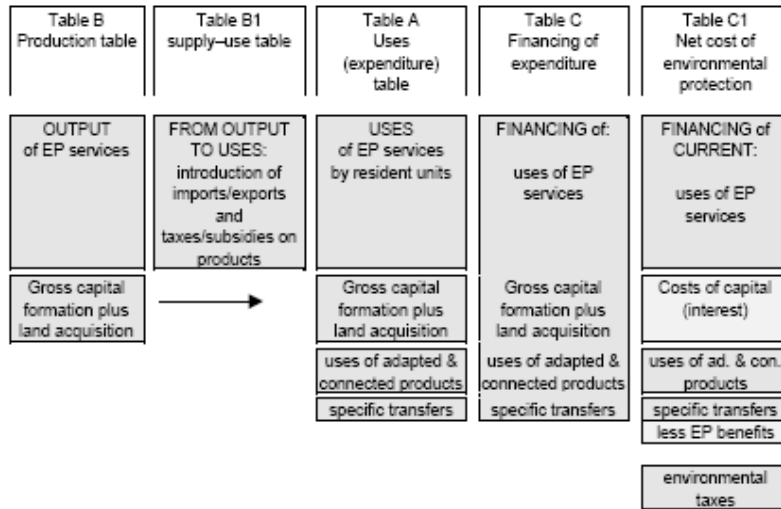 Table B
Production table
Table B1
supply–use table
Table A
Uses
(expenditure)
table
Table C
Financing of
expenditure
Table C1
Net cost of
environmental
protection
OUTPUT
of EP services
FROM OUTPUT
TO USES:
introduction of
imports/exports
and
taxes/subsidies on
products
USES
of EP services
by resident units
FINANCING of:
uses of EP
services
FINANCING of
CURRENT:
uses of EP
services
Gross capital
formation plus
land acquisition
Gross capital
formation plus
land acquisition
Gross capital
formation plus
land acquisition
Costs of capital
(interest)
uses of adapted &
connected products
uses of adapted &
connected products
uses of ad. & con.
products
specific transfers
specific transfers
specific transfers
less EP benefits
environmental
taxes